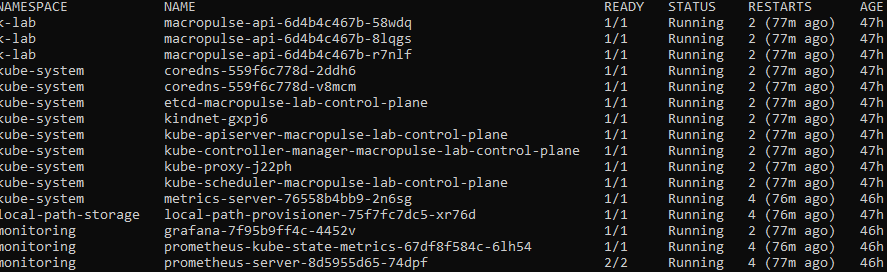 NAMESPACE NAME READY STATUS RESTARTS AGE
k-lab macropulse-api-6d4b4c467b-58wdq 1/1 Running 2 (77m ago) 47h
k-lab macropulse-api-6d4b4c467b-8lqgs 1/1 Running 2 (77m ago) 47h
k-lab macropulse-api-6d4b4c467b-r7nlf 1/1 Running 2 (77m ago) 47h
kube-system coredns-559f6c778d-2ddh6 1/1 Running 2 (77m ago) 47h
kube-system coredns-559f6c778d-v8mcm 1/1 Running 2 (77m ago) 47h
kube-system etcd-macropulse-lab-control-plane 1/1 Running 2 (77m ago) 47h
kube-system kindnet-gxpj6 1/1 Running 2 (77m ago) 47h
kube-system kube-apiserver-macropulse-lab-control-plane 1/1 Running 2 (77m ago) 47h
kube-system kube-controller-manager-macropulse-lab-control-plane 1/1 Running 2 (77m ago) 47h
kube-system kube-proxy-j22ph 1/1 Running 2 (77m ago) 47h
kube-system kube-scheduler-macropulse-lab-control-plane 1/1 Running 2 (77m ago) 47h
kube-system metrics-server-76558b4bb9-2n6sg 1/1 Running 4 (76m ago) 46h
local-path-storage local-path-provisioner-75f7fc7dc5-xr76d 1/1 Running 4 (76m ago) 47h
monitoring grafana-7f95b9ff4c-4452v 1/1 Running 2 (77m ago) 46h
monitoring prometheus-kube-state-metrics-67df8f584c-6lh54 1/1 Running 4 (76m ago) 46h
monitoring prometheus-server-8d5955d65-74dpf 2/2 Running 4 (77m ago) 46h